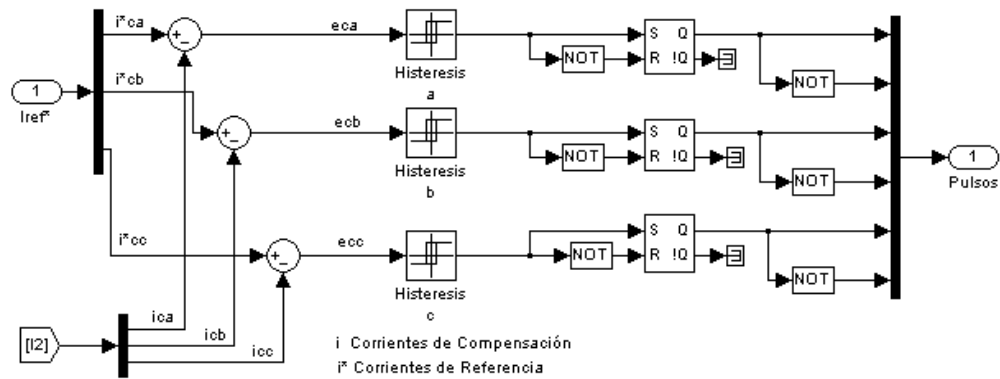 i*ca
eca
S Q
R !Q
NOT
NOT
Histeresis
a
1
Iref*
i*cb
ecb
S Q
R !Q
NOT
NOT
Histeresis
b
1
Pulsos
i*cc
ecc
S Q
R !Q
NOT
NOT
Histeresis
c
[I2]
ica
icb
icc
i Corrientes de Compensación
i* Corrientes de Referencia